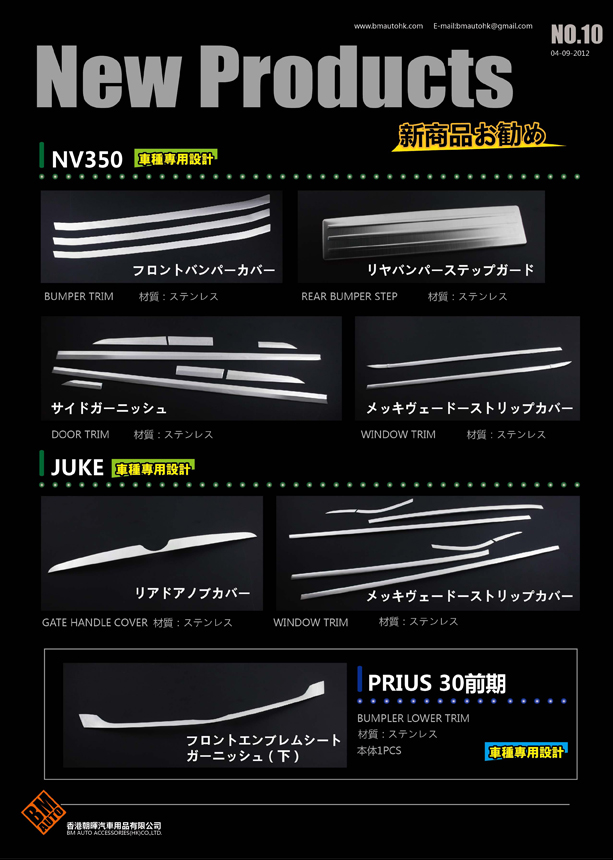 www.bmautohk.com E-mail:bmautohk@gmail.com
NO.10
04-09-2012
New Products
新商品お勧め
NV350 車種専用設計
フロントバンパーカバー
リヤバンパーステップガード
BUMPER TRIM 材質：ステンレス
REAR BUMPER STEP 材質：ステンレス
サイドガーニッシュ
メッキヴェードーストリップカバー
DOOR TRIM 材質：ステンレス
WINDOW TRIM 材質：ステンレス
JUKE 車種専用設計
リアドアノブカバー
メッキヴェードーストリップカバー
GATE HANDLE COVER 材質：ステンレス
WINDOW TRIM 材質：ステンレス
フロントエンブレムシート
ガーニッシュ（下）
PRIUS 30前期
BUMPLER LOWER TRIM
材質：ステンレス
本体1PCS
車種専用設計
BM AUTO
香港朝暉汽車用品有限公司
BM AUTO ACCESSORIES(HK)CO,LTD.